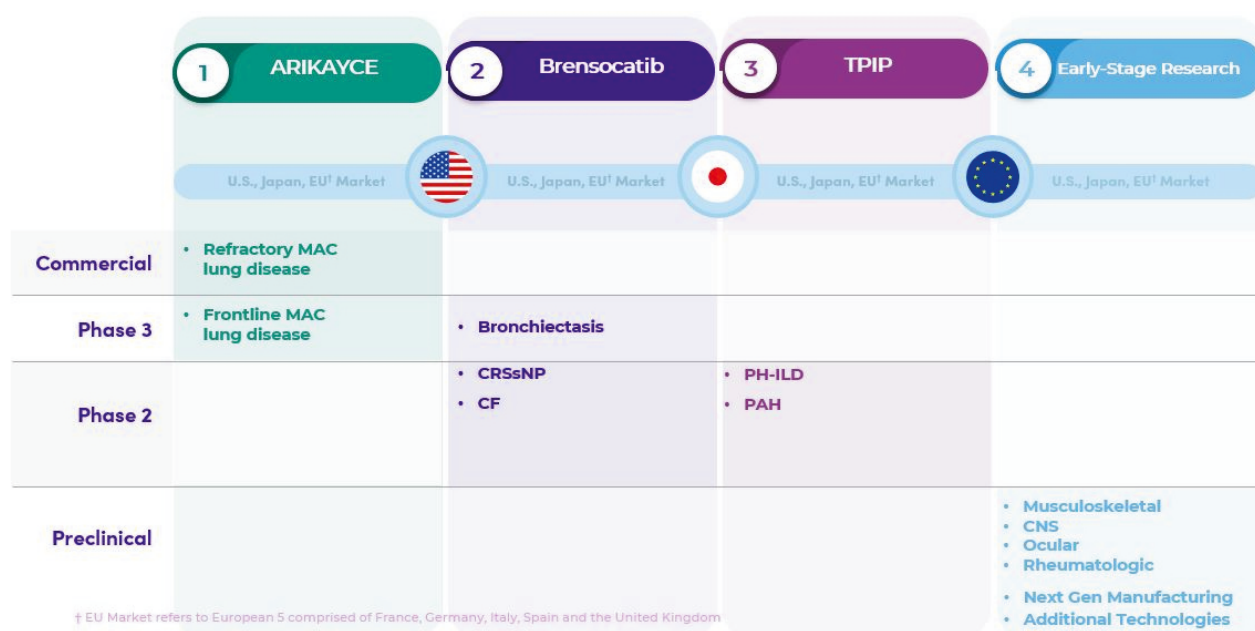 1 ARIKAYCE
2 Brensocatib
3 TPIP
4 Early-Stage Research
U.S., Japan, EU† Market
U.S., Japan, EU† Market
U.S., Japan, EU† Market
U.S., Japan, EU† Market
Commercial
• Refractory MAC
lung disease
Phase 3
• Frontline MAC
lung disease
• Bronchiectasis
Phase 2
• CRSsNP
• CF
• PH-ILD
• PAH
Preclinical
• Musculoskeletal
• CNS
• Ocular
• Rheumatologic
• Next Gen Manufacturing
• Additional Technologies
† EU Market refers to European 5 comprised of France, Germany, Italy, Spain and the United Kingdom